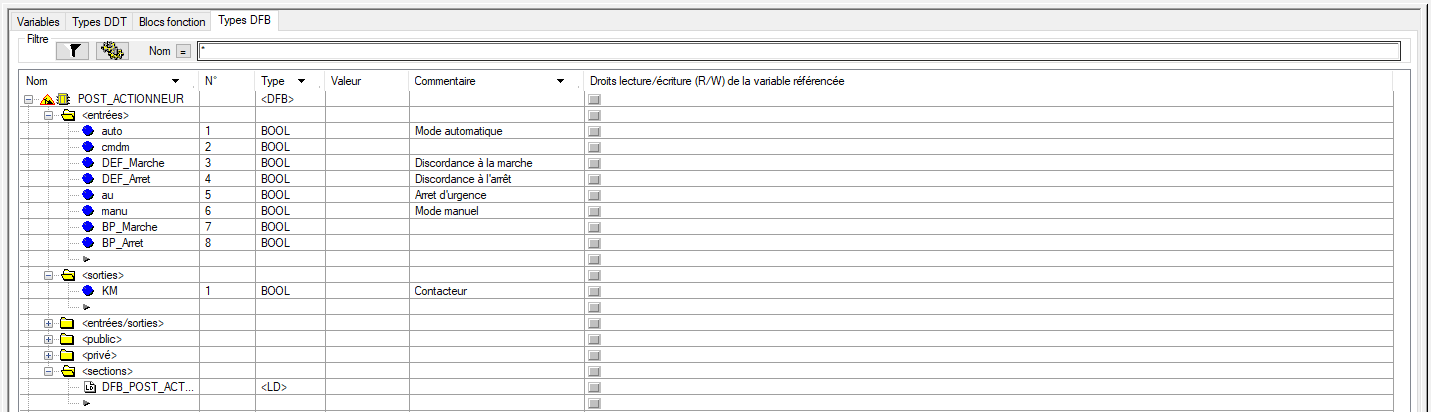 Variables Types DDT Blocs fonction Types DFB
Filtre
Nom = *
Nom N° Type Valeur Commentaire Droits lecture/écriture (R/W) de la variable référencée
POST_ACTIONNEUR <DFB>
<entrées>
auto 1 BOOL Mode automatique
cmdm 2 BOOL
DEF_Marche 3 BOOL Discordance à la marche
DEF_Arret 4 BOOL Discordance à l'arrêt
au 5 BOOL Arret d'urgence
manu 6 BOOL Mode manuel
BP_Marche 7 BOOL
BP_Arret 8 BOOL
<sorties>
KM 1 BOOL Contacteur
<entrées/sorties>
<public>
<privé>
<sections>
DFB_POST_ACT... <LD>